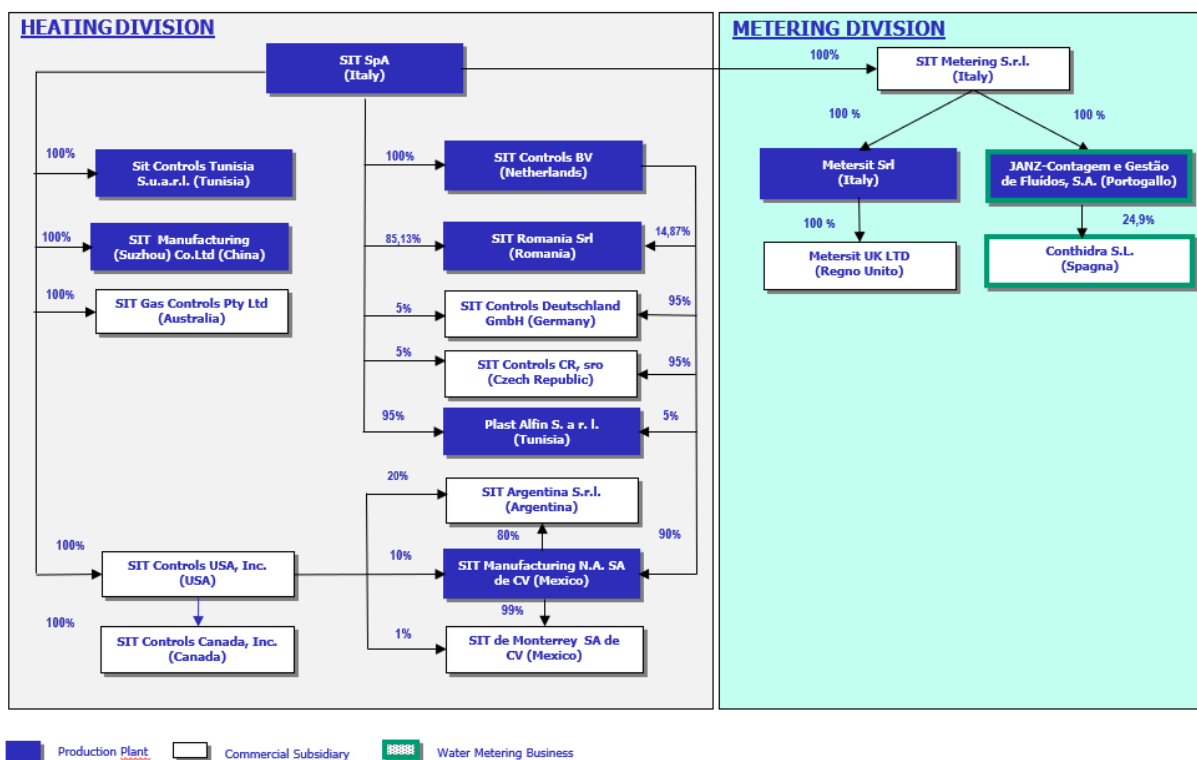 HEATING DIVISION
SIT SpA
(Italy)
100%
Sit Controls Tunisia
S.u.a.r.l. (Tunisia)
100%
SIT Manufacturing
(Suzhou) Co.Ltd (China)
100%
SIT Gas Controls Pty Ltd
(Australia)
100%
SIT Controls BV
(Netherlands)
85,13%
SIT Romania Srl
(Romania)
14,87%
5%
SIT Controls Deutschland
GmbH (Germany)
95%
5%
SIT Controls CR, sro
(Czech Republic)
95%
95%
Plast Alfin S. a r. l.
(Tunisia)
5%
20%
SIT Argentina S.r.l.
(Argentina)
80%
90%
100%
SIT Controls USA, Inc.
(USA)
10%
SIT Manufacturing N.A. SA
de CV (Mexico)
99%
100%
SIT Controls Canada, Inc.
(Canada)
1%
SIT de Monterrey SA de
CV (Mexico)
METERING DIVISION
100%
SIT Metering S.r.l.
(Italy)
100 %
100 %
Metersit Srl
(Italy)
JANZ-Contagem e Gestão
de Fluídos, S.A. (Portogallo)
100 %
24,9%
Metersit UK LTD
(Regno Unito)
Conthidra S.L.
(Spagna)
Production Plant
Commercial Subsidiary
Water Metering Business